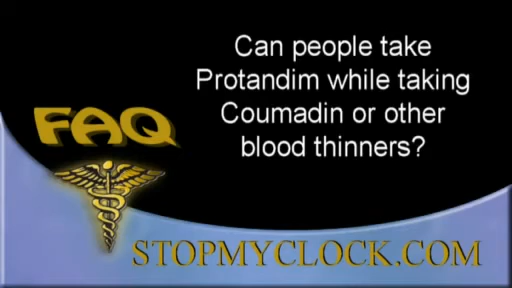 Can people take
Protandim while taking
Coumadin or other
blood thinners?
FAQ
STOPMYCLOCK.COM